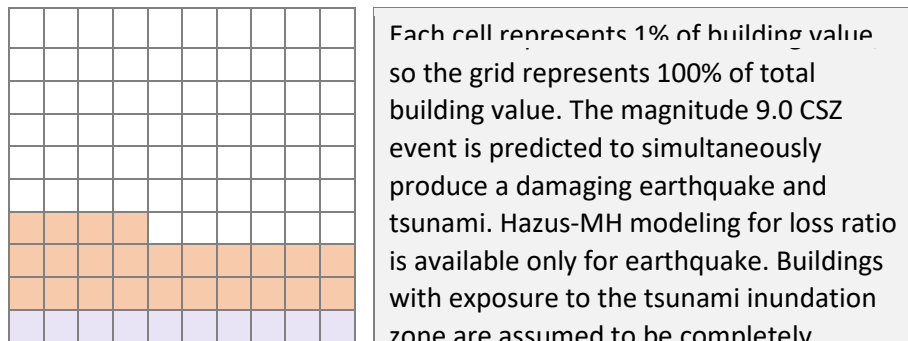 Each cell represents 1% of building value,
so the grid represents 100% of total
building value. The magnitude 9.0 CSZ
event is predicted to simultaneously
produce a damaging earthquake and
tsunami. Hazus-MH modeling for loss ratio
is available only for earthquake. Buildings
with exposure to the tsunami inundation
zone are assumed to be completely